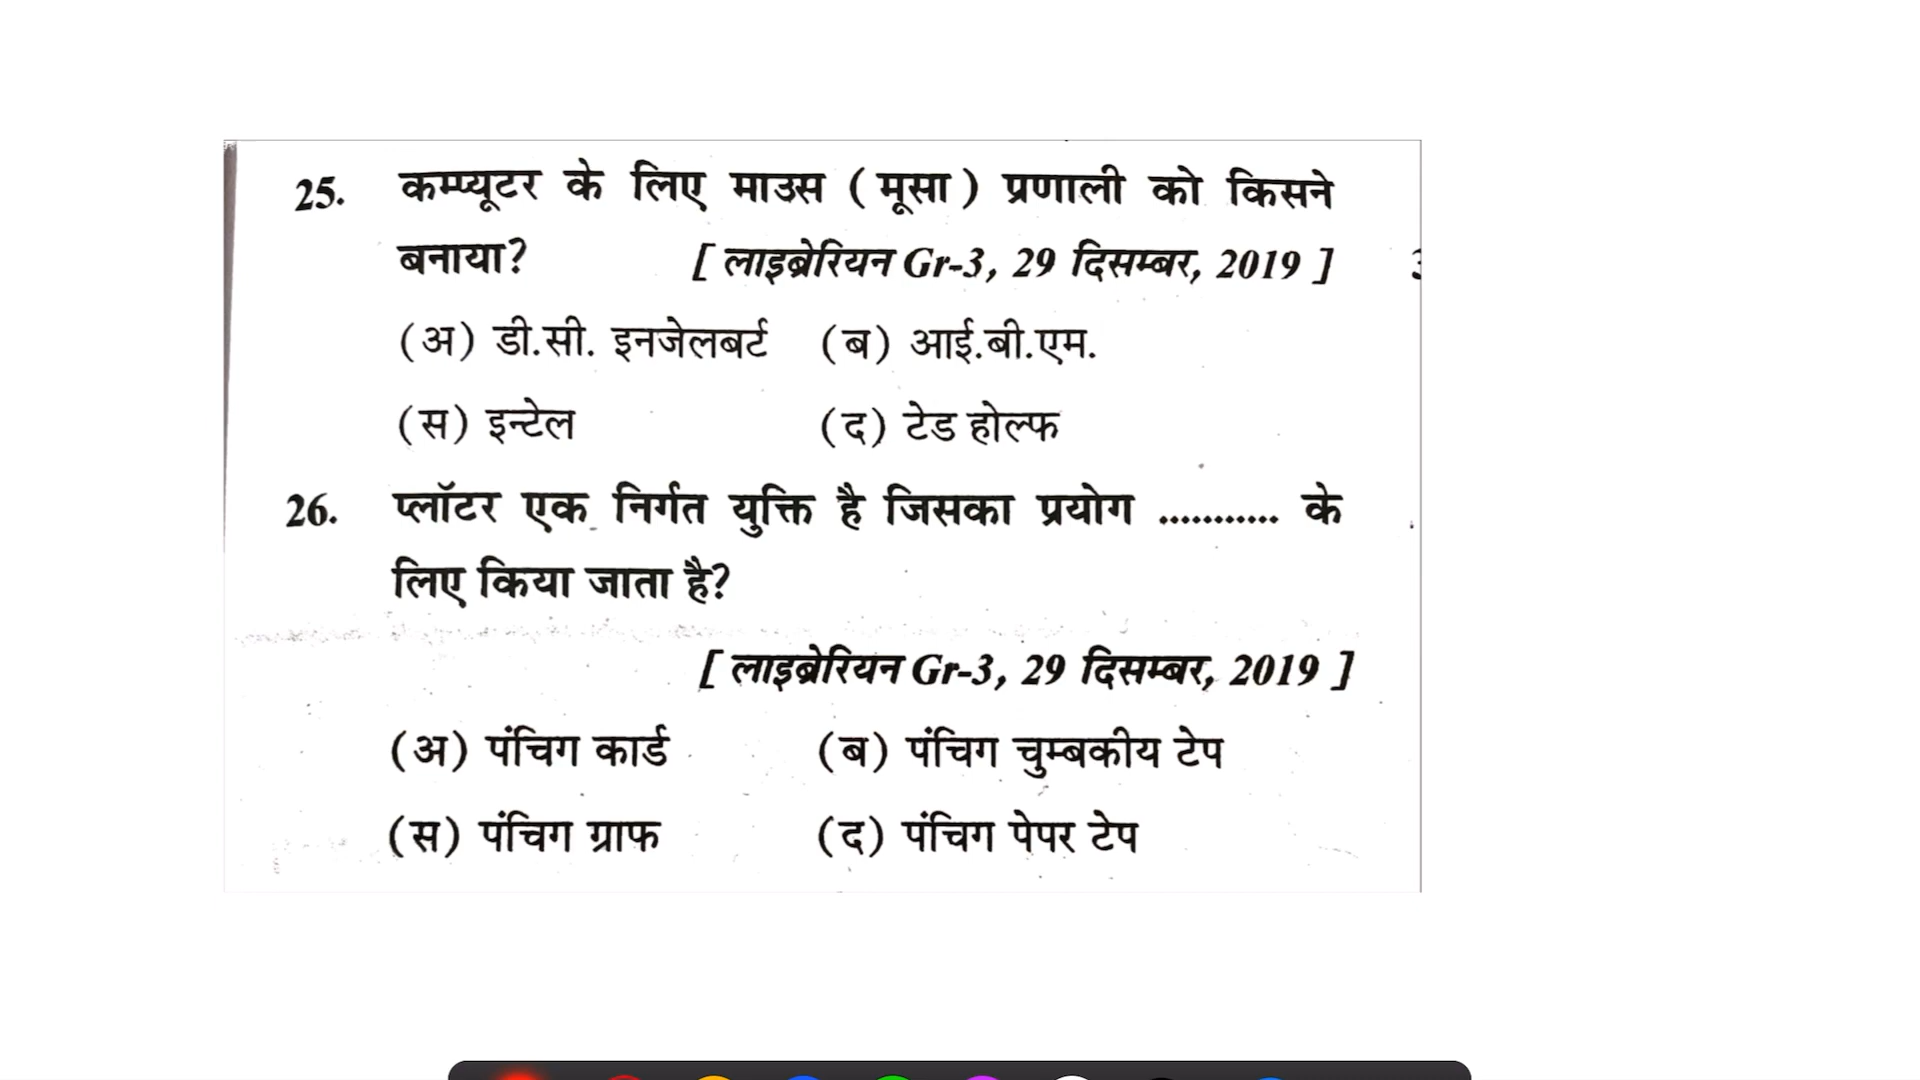 25. कम्प्यूटर के लिए माउस ( मूसा ) प्रणाली को किसने
बनाया? [ लाइब्रेरियन Gr-3, 29 दिसम्बर, 2019 ]
(अ) डी.सी. इनजेलबर्ट (ब) आई.बी.एम.
(स) इन्टेल (द) टेड होल्फ
26. प्लॉटर एक निर्गत युक्ति है जिसका प्रयोग ............ के
लिए किया जाता है?
[ लाइब्रेरियन Gr-3, 29 दिसम्बर, 2019 ]
(अ) पंचिग कार्ड (ब) पंचिग चुम्बकीय टेप
(स) पंचिग ग्राफ (द) पंचिग पेपर टेप